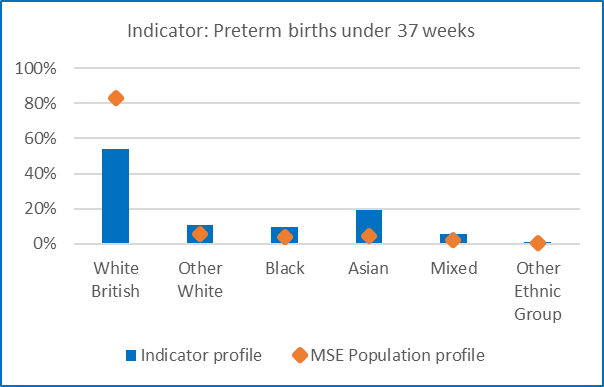 Indicator: Preterm births under 37 weeks
100%
80%
60%
40%
20%
0%
White
British
Other
White
Black
Asian
Mixed
Other
Ethnic
Group
Indicator profile
MSE Population profile